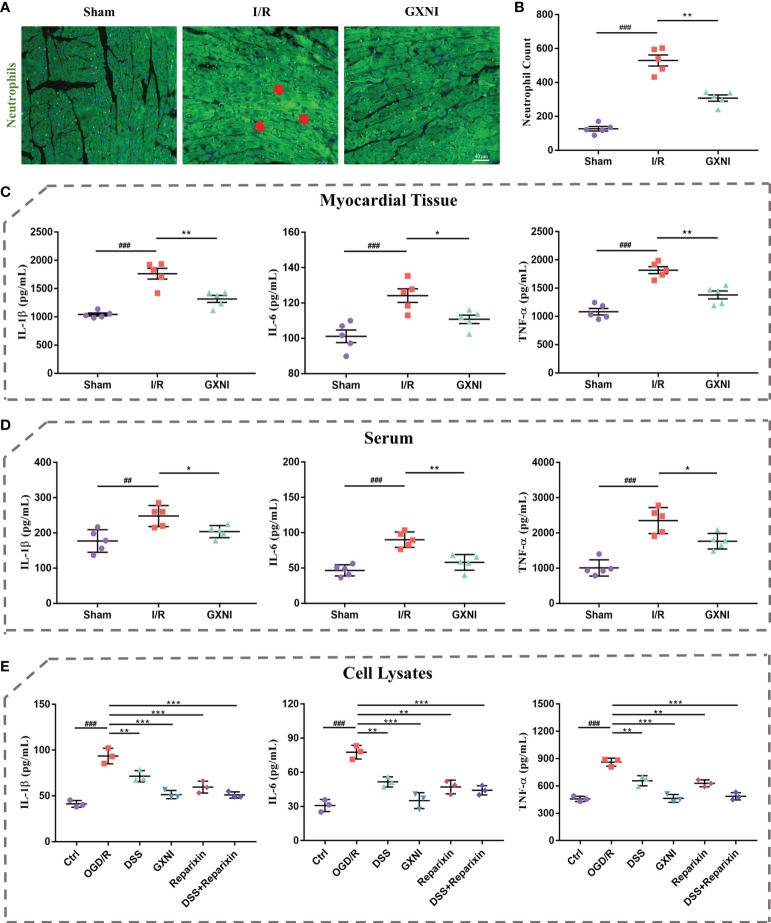 A
Sham
I/R
GXNI
Neutrophils
40 μm
B
Neutrophil Count
800
600
400
200
0
###
**
Sham
I/R
GXNI
C
Myocardial Tissue
IL-1β (pg/mL)
2500
2000
1500
1000
500
0
###
**
Sham
I/R
GXNI
IL-6 (pg/mL)
160
140
120
100
80
###
*
Sham
I/R
GXNI
TNF-α (pg/mL)
2500
2000
1500
1000
500
0
###
**
Sham
I/R
GXNI
D
Serum
IL-1β (pg/mL)
400
300
200
100
0
##
*
Sham
I/R
GXNI
IL-6 (pg/mL)
200
150
100
50
0
###
**
Sham
I/R
GXNI
TNF-α (pg/mL)
4000
3000
2000
1000
0
###
*
Sham
I/R
GXNI
E
Cell Lysates
IL-1β (pg/mL)
150
100
50
0
***
***
***
###
**
Ctrl
OGD/R
DSS
GXNI
Reparixin
DSS+Reparixin
IL-6 (pg/mL)
120
90
60
30
0
***
**
***
###
**
Ctrl
OGD/R
DSS
GXNI
Reparixin
DSS+Reparixin
TNF-α (pg/mL)
1500
1200
900
600
300
0
***
**
***
###
**
Ctrl
OGD/R
DSS
GXNI
Reparixin
DSS+Reparixin